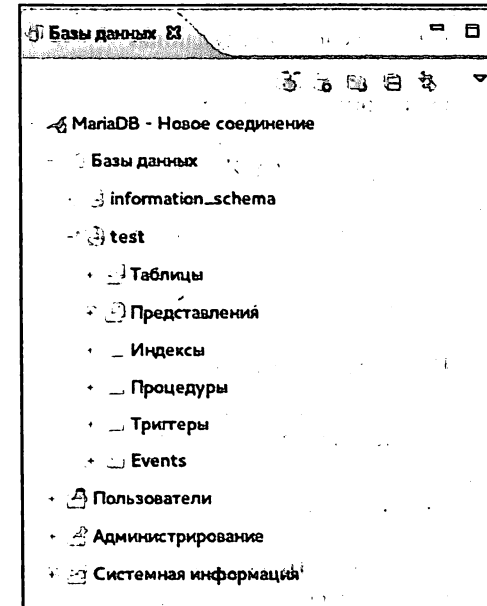 Базы данных
MariaDB - Новое соединение
Базы данных
information_schema
test
Таблицы
Представления
Индексы
Процедуры
Триггеры
Events
Пользователи
Администрирование
Системная информация